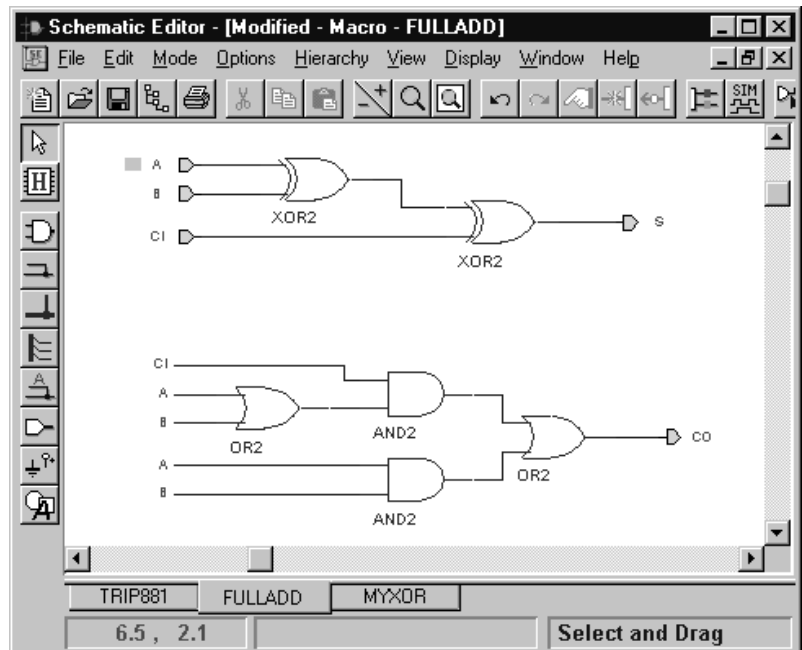 Schematic Editor - [Modified - Macro - FULLADD]
File Edit Mode Options Hierarchy View Display Window Help
SIM
H
A
B
XOR2
CI
XOR2
S
CI
A
B
OR2
AND2
A
B
AND2
OR2
CO
A
A
TRIP881 FULLADD MYXOR
6.5 , 2.1 Select and Drag